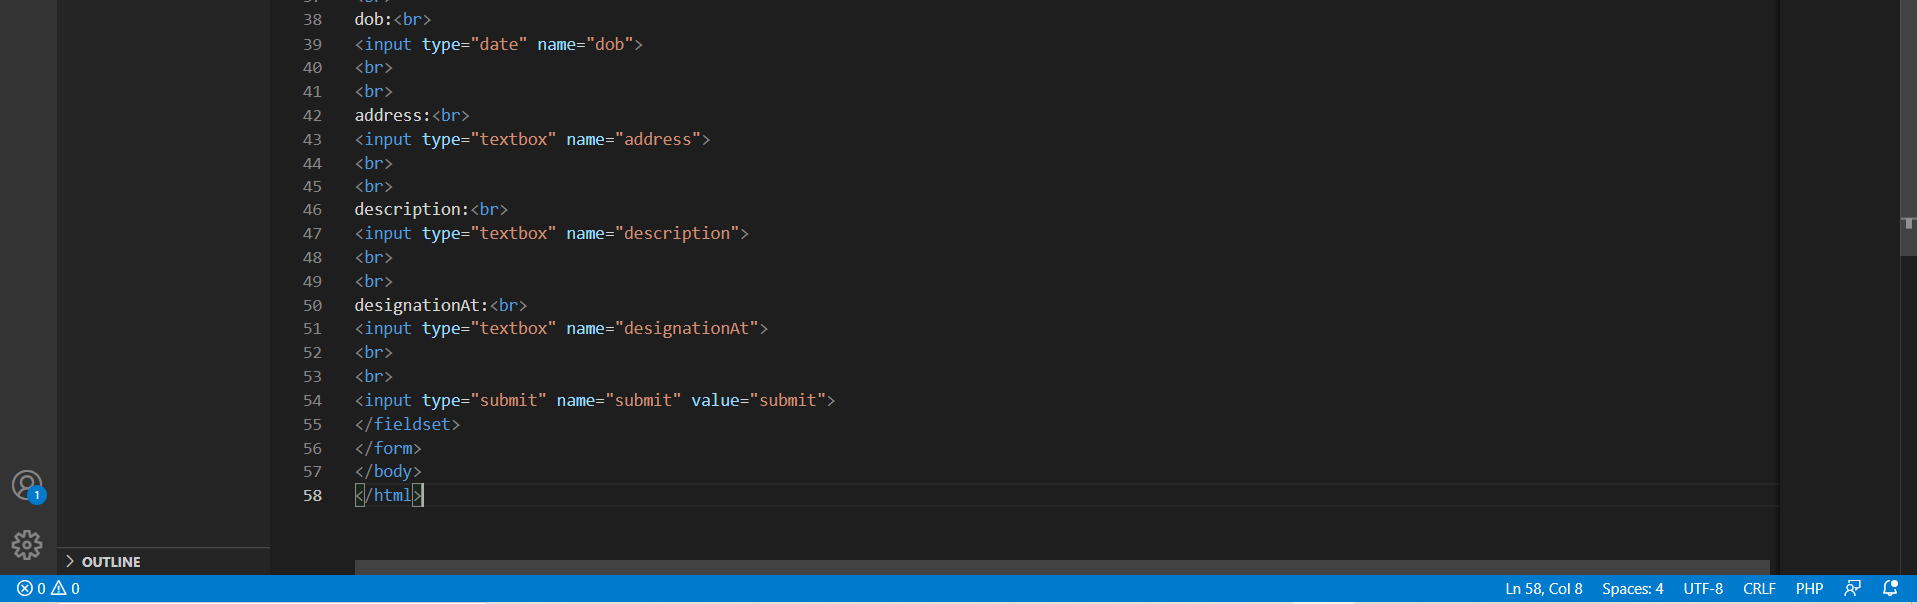 38 dob:<br>
39 <input type="date" name="dob">
40 <br>
41 <br>
42 address:<br>
43 <input type="textbox" name="address">
44 <br>
45 <br>
46 description:<br>
47 <input type="textbox" name="description">
48 <br>
49 <br>
50 designationAt:<br>
51 <input type="textbox" name="designationAt">
52 <br>
53 <br>
54 <input type="submit" name="submit" value="submit">
55 </fieldset>
56 </form>
57 </body>
58 </html>
1
OUTLINE
0 0 Ln 58, Col 8 Spaces: 4 UTF-8 CRLF PHP